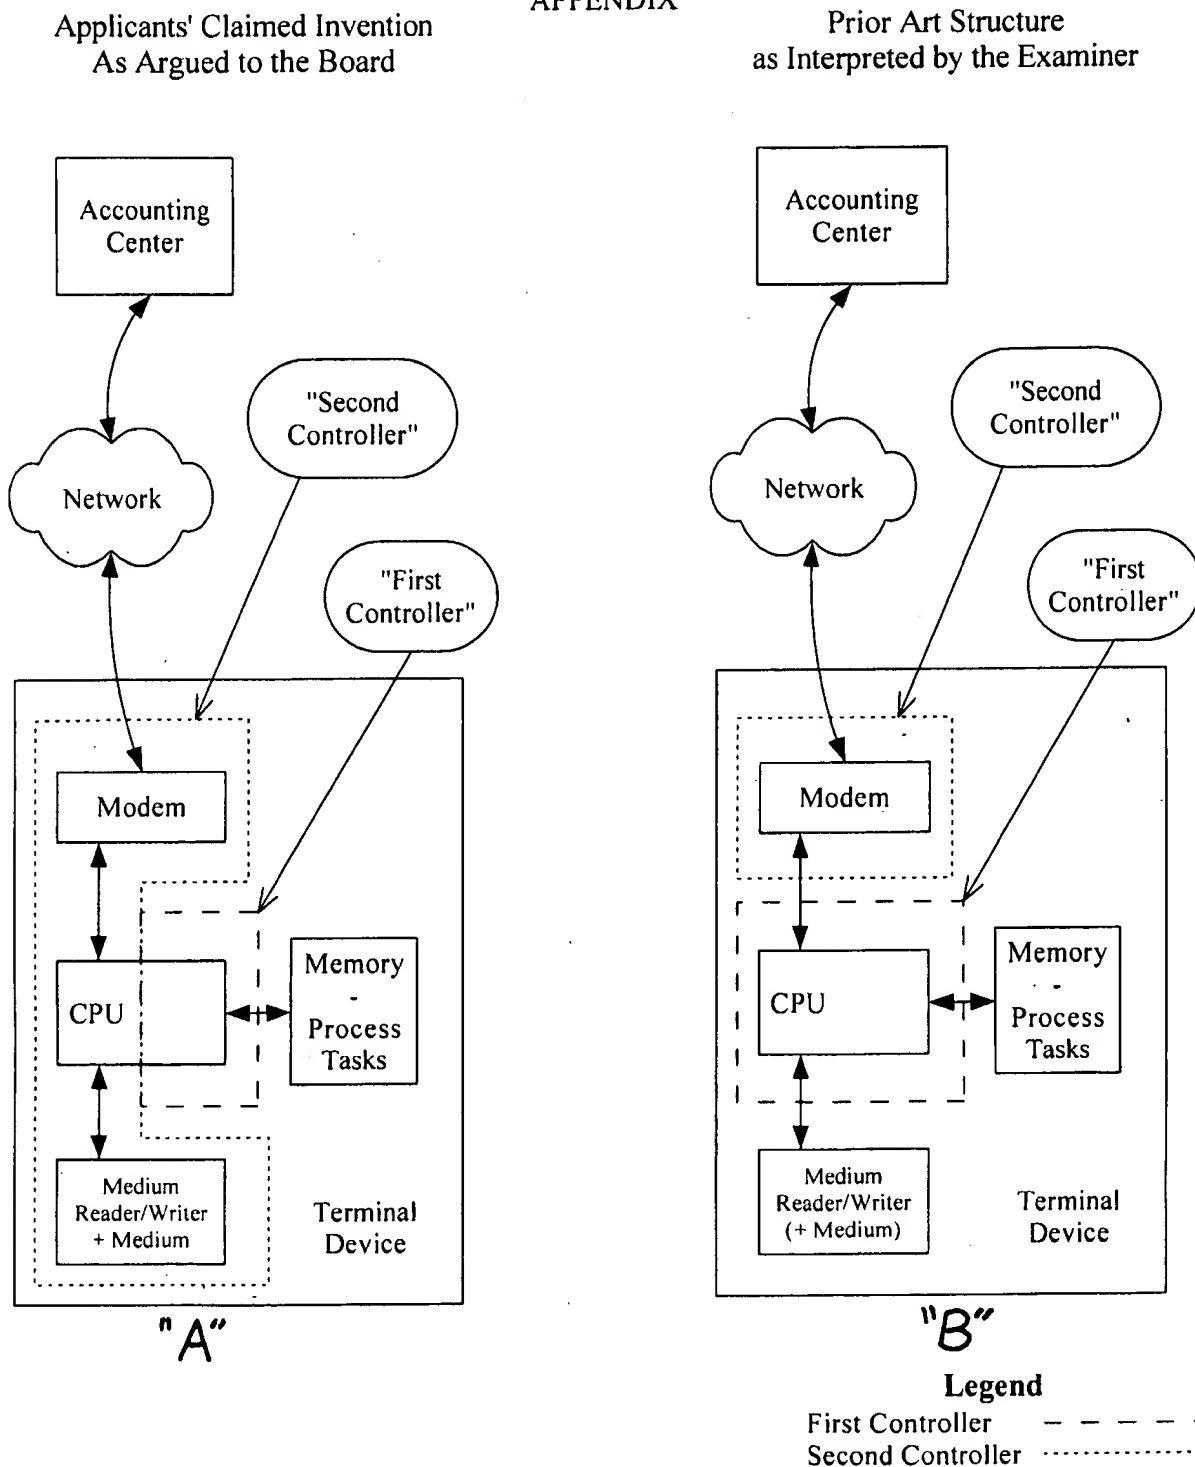 APPENDIX
Applicants' Claimed Invention
As Argued to the Board
Prior Art Structure
as Interpreted by the Examiner
Accounting
Center
"Second
Controller"
Network
"First
Controller"
Modem
CPU
Memory
-
Process
Tasks
Medium
Reader/Writer
+ Medium
Terminal
Device
"A"
Accounting
Center
"Second
Controller"
Network
"First
Controller"
Modem
CPU
Memory
-
Process
Tasks
Medium
Reader/Writer
(+ Medium)
Terminal
Device
"B"
Legend
First Controller
Second Controller